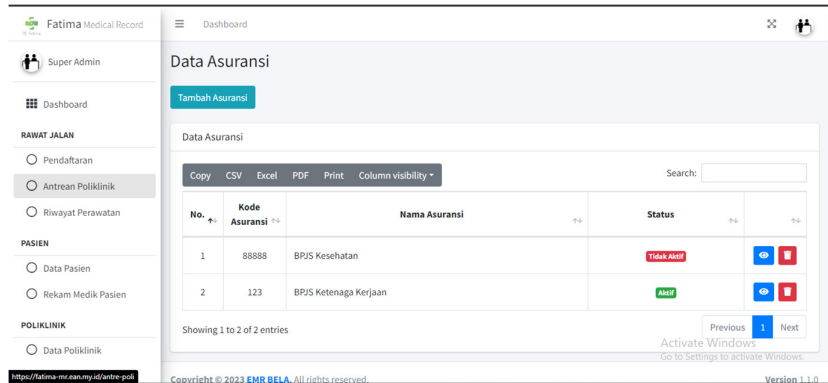 Fatima Medical Record
Dashboard
Super Admin
Dashboard
RAWAT JALAN
Pendaftaran
Antrean Poliklinik
Riwayat Perawatan
PASIEN
Data Pasien
Rekam Medik Pasien
POLIKLINIK
Data Poliklinik
https://fatima-mr.ean.my.id/antre-poli
Data Asuransi
Tambah Asuransi
Data Asuransi
Copy CSV Excel PDF Print Column visibility
Search:
No. Kode Asuransi Nama Asuransi Status
1 88888 BPJS Kesehatan Tidak Aktif
2 123 BPJS Ketenaga Kerjaan Aktif
Showing 1 to 2 of 2 entries
Previous 1 Next
Activate Windows
Go to Settings to activate Windows.
Copyright © 2023 EMR BELA. All rights reserved.
Version 1.1.0